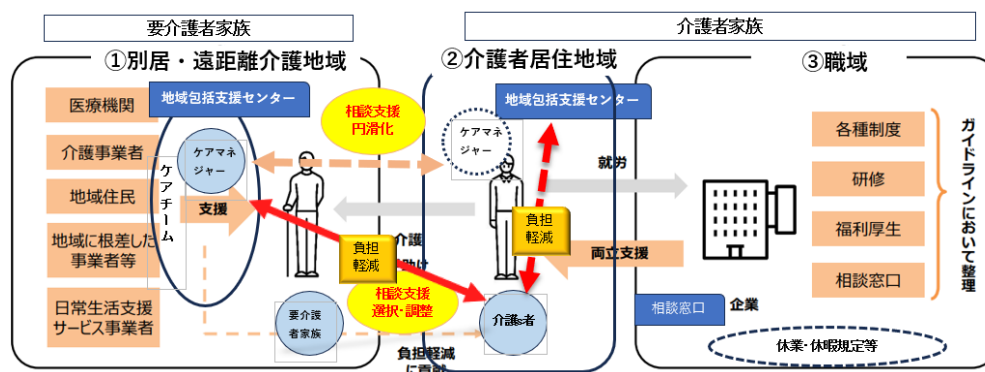 要介護者家族
介護者家族
①別居・遠距離介護地域
②介護者居住地域
③職域
医療機関
介護事業者
地域住民
地域に根差した
事業者等
日常生活支援
サービス事業者
地域包括支援センター
ケアマネ
ジャー
ケアチーム
支援
相談支援
円滑化
負担
軽減
介護
相談支援
選択・調整
要介護
者家族
負担軽減
に貢献
地域包括支援センター
ケアマネ
ジャー
就労
負担
軽減
両立支援
介護s者
相談窓口
企業
各種制度
研修
福利厚生
相談窓口
ガイドラインにおいて整理
休業・休暇規定等